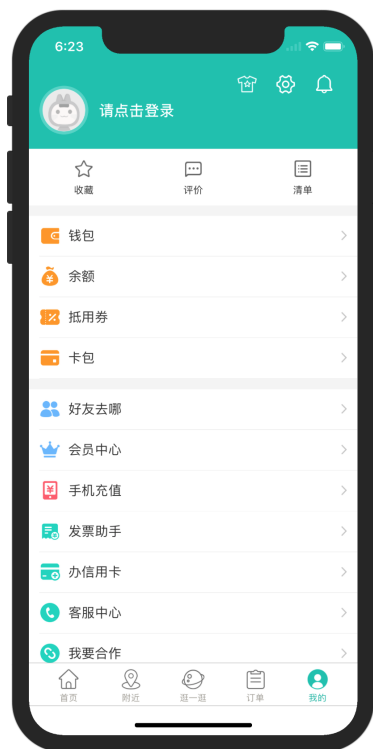 6:23
请点击登录
收藏 评价 清单
钱包
余额
抵用券
卡包
好友去哪
会员中心
手机充值
发票助手
办信用卡
客服中心
我要合作
首页 附近 逛一逛 订单 我的